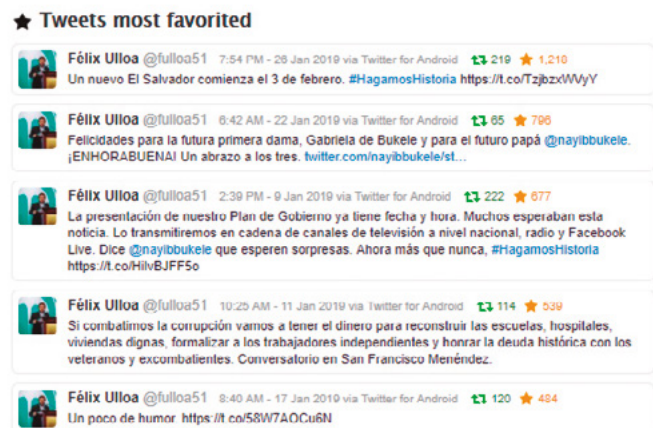 Tweets most favorited
Félix Ulloa @fulloa51 7:54 PM - 26 Jan 2019 via Twitter for Android 219 1,210
Un nuevo El Salvador comienza el 3 de febrero. #HagamosHistoria https://t.co/TzjbzxWVyY
Félix Ulloa @fulloa51 6:42 AM - 22 Jan 2019 via Twitter for Android 65 796
Felicidades para la futura primera dama, Gabriela de Bukele y para el futuro papá @nayibbukele.
¡ENHORABUENA! Un abrazo a los tres. twitter.com/nayibbukele/st...
Félix Ulloa @fulloa51 2:39 PM - 9 Jan 2019 via Twitter for Android 222 677
La presentación de nuestro Plan de Gobierno ya tiene fecha y hora. Muchos esperaban esta
noticia. Lo transmitiremos en cadena de canales de televisión a nivel nacional, radio y Facebook
Live. Dice @nayibbukele que esperen sorpresas. Ahora más que nunca, #HagamosHistoria
https://t.co/HilvBJFF5o
Félix Ulloa @fulloa51 10:25 AM - 11 Jan 2019 via Twitter for Android 114 539
Si combatimos la corrupción vamos a tener el dinero para reconstruir las escuelas, hospitales,
viviendas dignas, formalizar a los trabajadores independientes y honrar la deuda histórica con los
veteranos y excombatientes. Conversatorio en San Francisco Menéndez.
Félix Ulloa @fulloa51 8:40 AM - 17 Jan 2019 via Twitter for Android 120 484
Un poco de humor. https://t.co/58W7AOCu6N